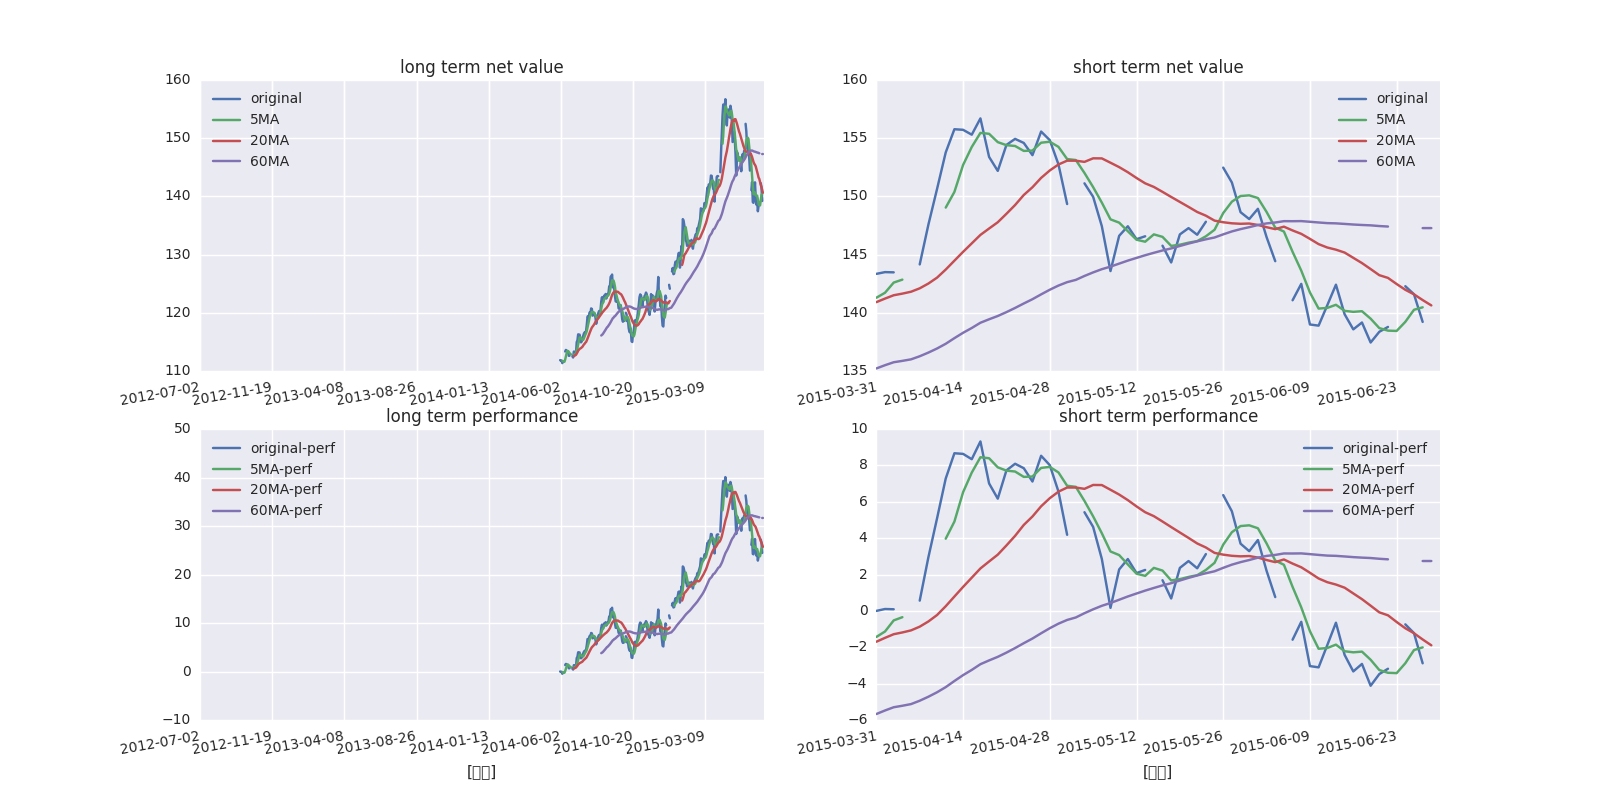 long term net value
160
150
140
130
120
110
original
5MA
20MA
60MA
2012-07-02
2012-11-19
2013-04-08
2013-08-26
2014-01-13
2014-06-02
2014-10-20
2015-03-09
short term net value
160
155
150
145
140
135
original
5MA
20MA
60MA
2015-03-31
2015-04-14
2015-04-28
2015-05-12
2015-05-26
2015-06-09
2015-06-23
long term performance
50
40
30
20
10
0
−10
original-perf
5MA-perf
20MA-perf
60MA-perf
2012-07-02
2012-11-19
2013-04-08
2013-08-26
2014-01-13
2014-06-02
2014-10-20
2015-03-09
short term performance
10
8
6
4
2
0
−2
−4
−6
original-perf
5MA-perf
20MA-perf
60MA-perf
2015-03-31
2015-04-14
2015-04-28
2015-05-12
2015-05-26
2015-06-09
2015-06-23